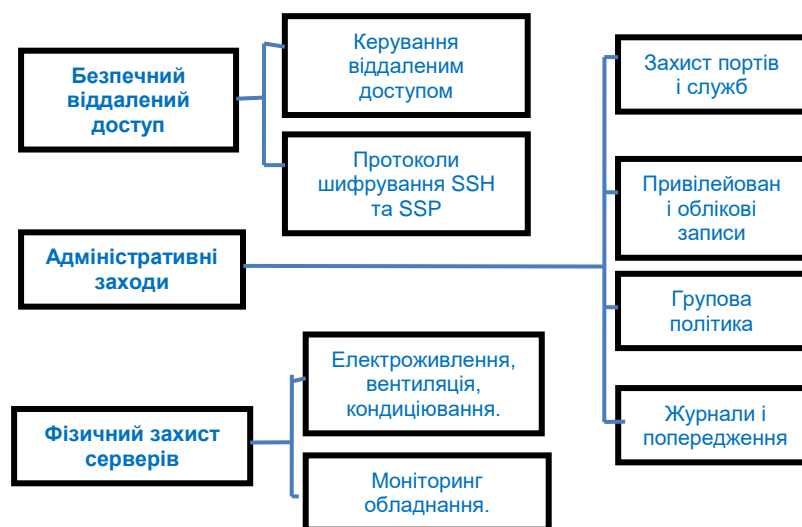 Безпечний
віддалений
доступ
Керування
віддаленим
доступом
Протоколи
шифрування SSH
та SSP
Адміністративні
заходи
Захист портів
і служб
Привілейован
і облікові
записи
Групова
політика
Журнали і
попередження
Фізичний захист
серверів
Електроживлення,
вентиляція,
кондиціювання.
Моніторинг
обладнання.